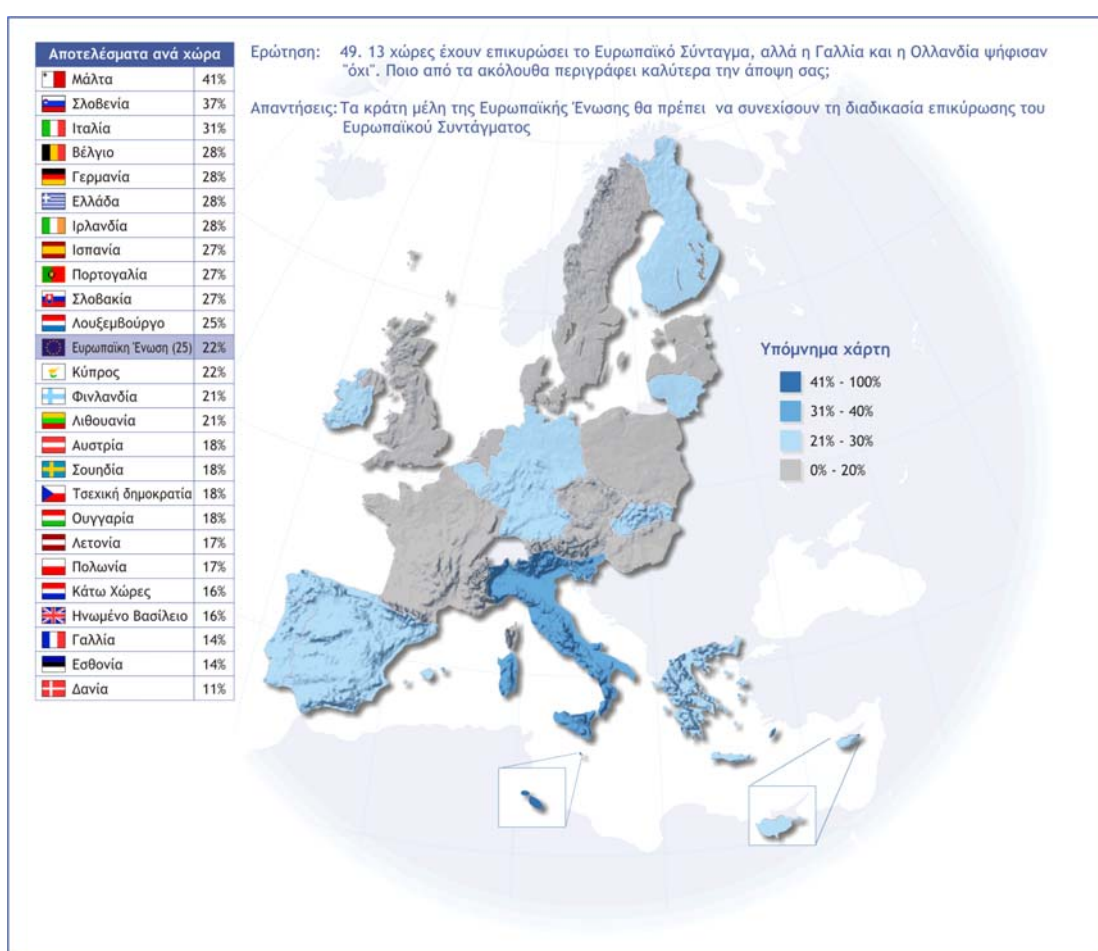 Αποτελέσματα ανά χώρα
Μάλτα 41%
Σλοβενία 37%
Ιταλία 31%
Βέλγιο 28%
Γερμανία 28%
Ελλάδα 28%
Ιρλανδία 28%
Ισπανία 27%
Πορτογαλία 27%
Σλοβακία 27%
Λουξεμβούργο 25%
Ευρωπαϊκη Ένωση (25) 22%
Κύπρος 22%
Φινλανδία 21%
Λιθουανία 21%
Αυστρία 18%
Σουηδία 18%
Τσεχική δημοκρατία 18%
Ουγγαρία 18%
Λετονία 17%
Πολωνία 17%
Κάτω Χώρες 16%
Ηνωμένο Βασίλειο 16%
Γαλλία 14%
Εσθονία 14%
Δανία 11%
Ερώτηση: 49. 13 χώρες έχουν επικυρώσει το Ευρωπαϊκό Σύνταγμα, αλλά η Γαλλία και η Ολλανδία ψήφισαν
"όχι". Ποιο από τα ακόλουθα περιγράφει καλύτερα την άποψη σας;
Απαντήσεις: Τα κράτη μέλη της Ευρωπαϊκής Ένωσης θα πρέπει να συνεχίσουν τη διαδικασία επικύρωσης του
Ευρωπαϊκού Συντάγματος
Υπόμνημα χάρτη
41% - 100%
31% - 40%
21% - 30%
0% - 20%